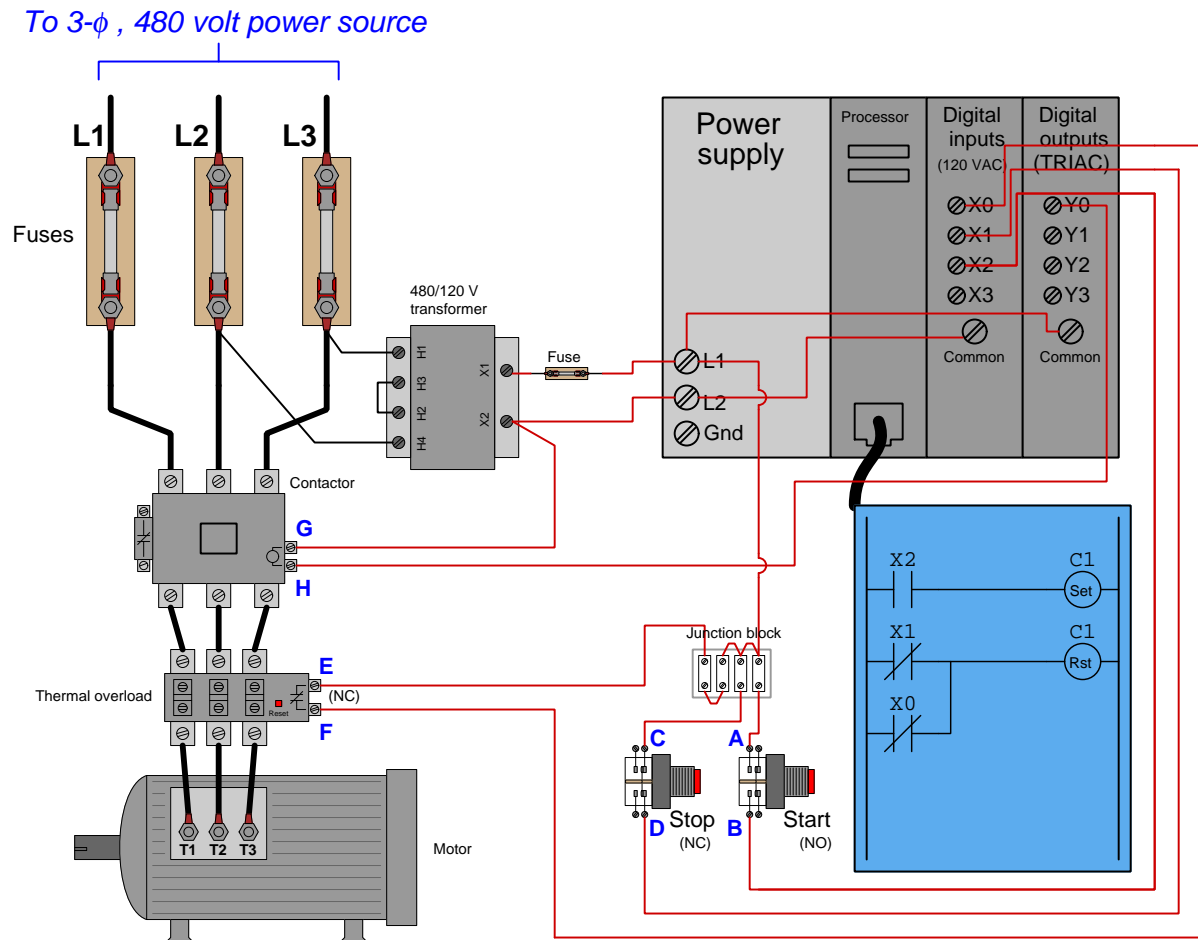 To 3-ϕ , 480 volt power source
L1
L2
L3
Fuses
480/120 V
transformer
H1
H3
H2
H4
X1
X2
Fuse
Power
supply
L1
L2
Gnd
Processor
Digital
inputs
(120 VAC)
X0
X1
X2
X3
Common
Digital
outputs
(TRIAC)
Y0
Y1
Y2
Y3
Common
Contactor
G
H
X2
C1
Set
X1
C1
Rst
X0
Junction block
Thermal overload
E
(NC)
Reset
F
C
A
D
Stop
(NC)
B
Start
(NO)
T1
T2
T3
Motor